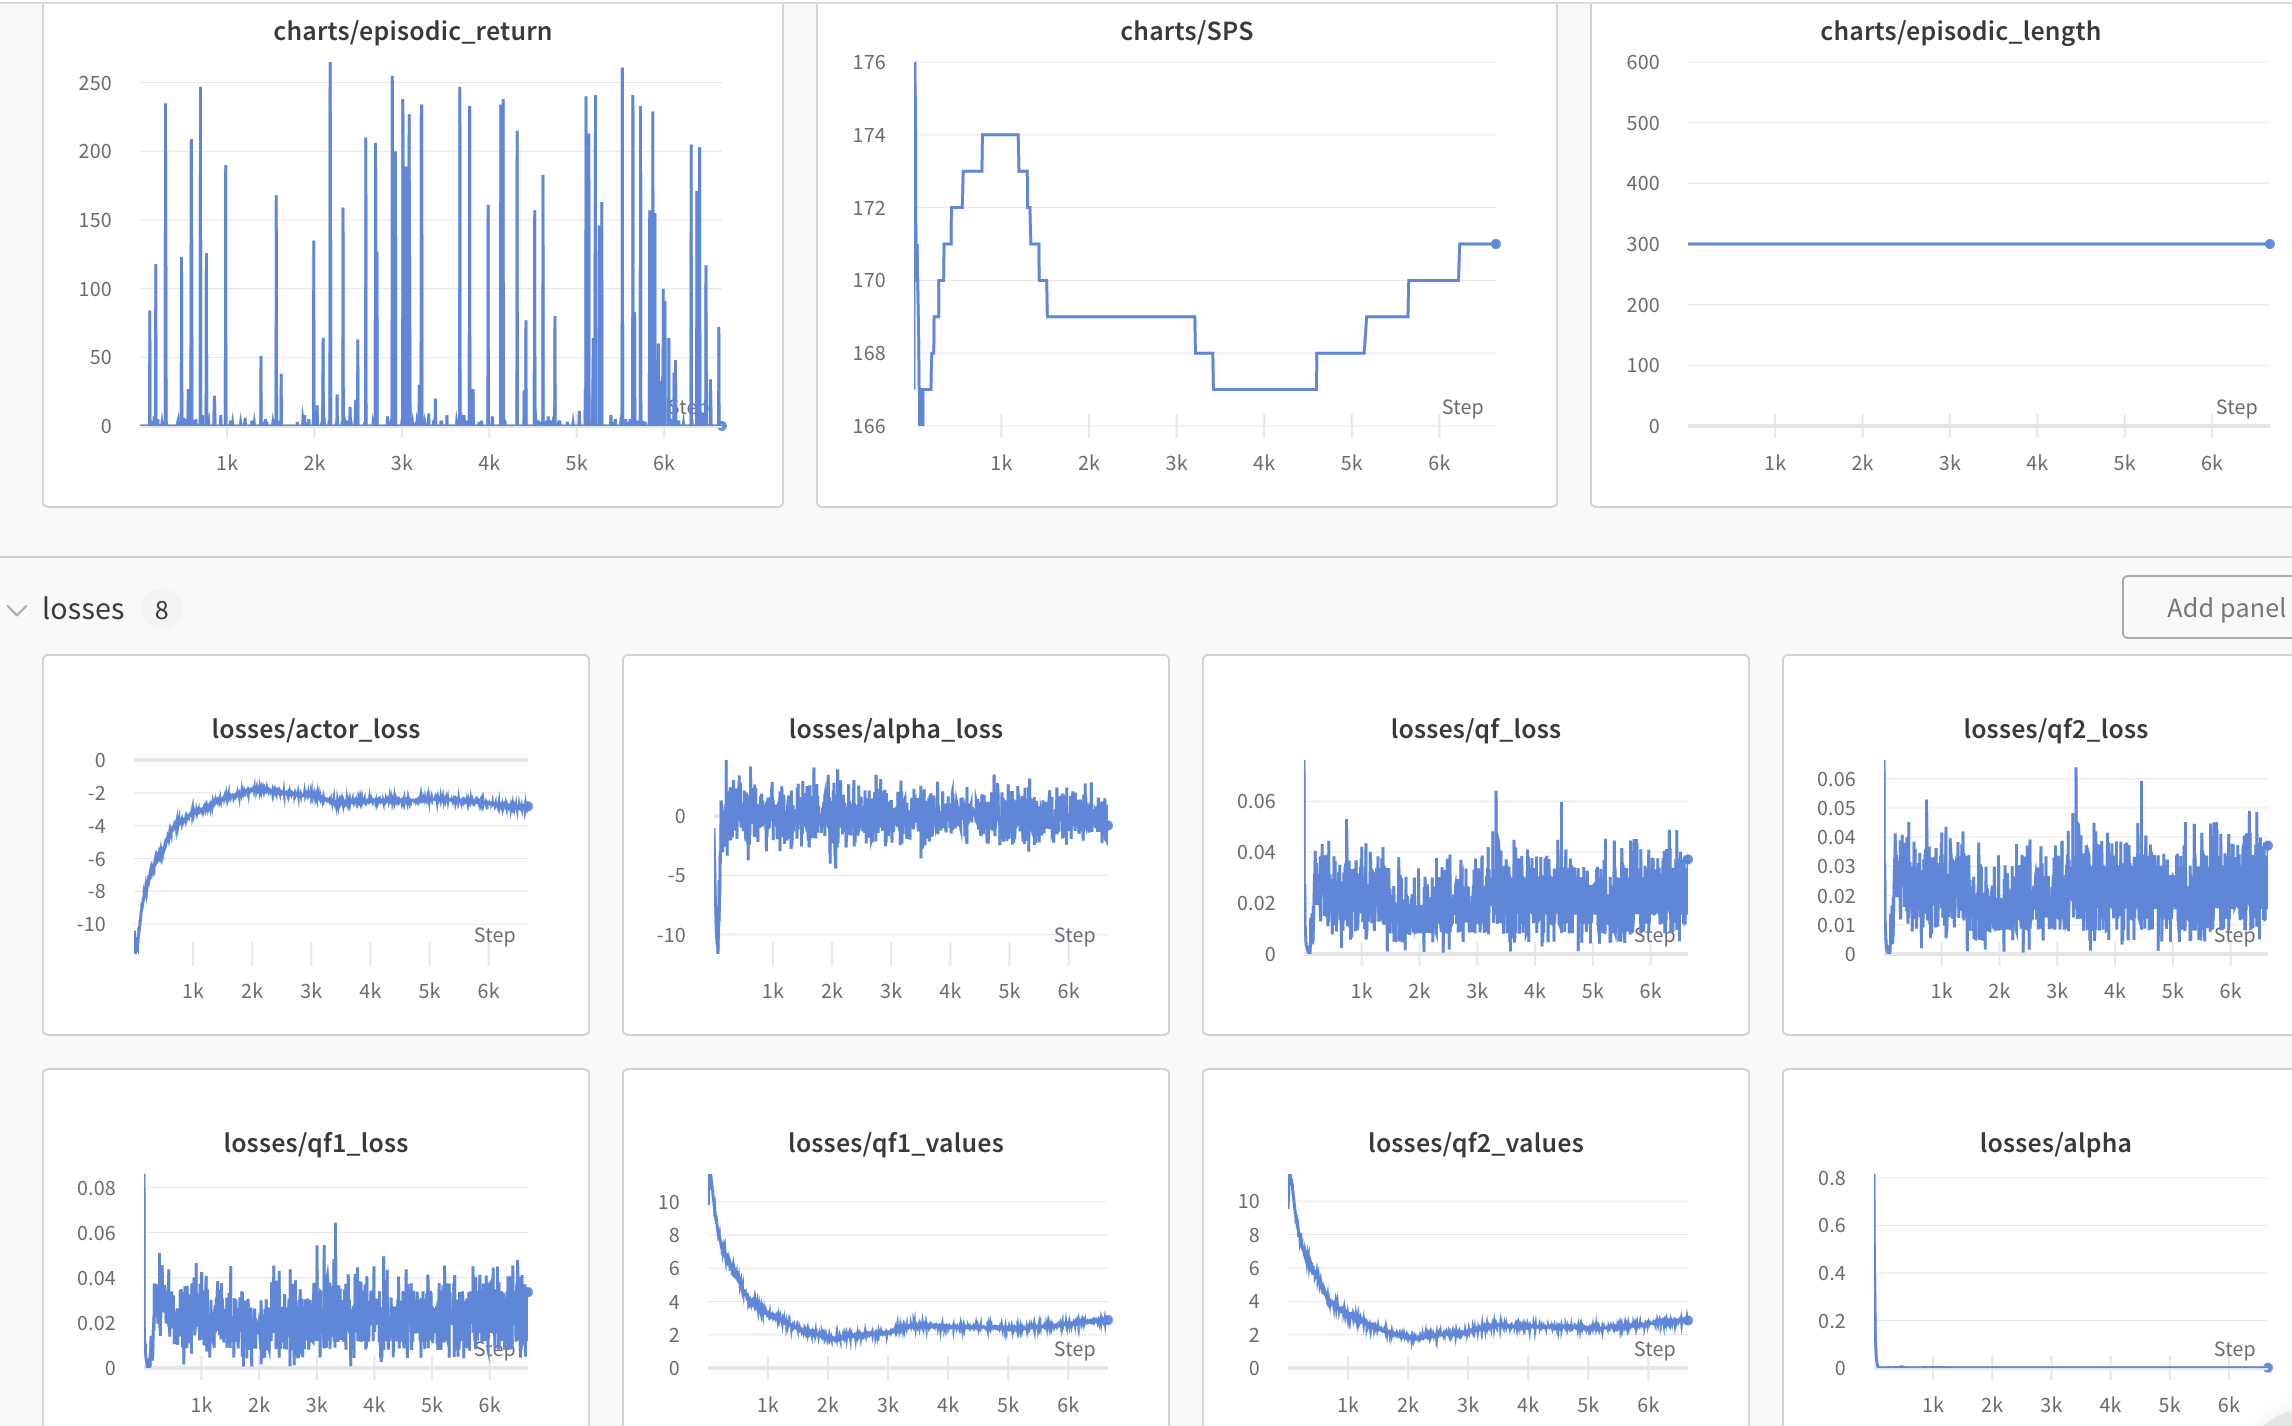 charts/episodic_return
250
200
150
100
50
0
Step
1k 2k 3k 4k 5k 6k
charts/SPS
176
174
172
170
168
166
Step
1k 2k 3k 4k 5k 6k
charts/episodic_length
600
500
400
300
200
100
0
Step
1k 2k 3k 4k 5k 6k
losses 8
Add panel
losses/actor_loss
0
-2
-4
-6
-8
-10
Step
1k 2k 3k 4k 5k 6k
losses/alpha_loss
0
-5
-10
Step
1k 2k 3k 4k 5k 6k
losses/qf_loss
0.06
0.04
0.02
0
Step
1k 2k 3k 4k 5k 6k
losses/qf2_loss
0.06
0.05
0.04
0.03
0.02
0.01
0
Step
1k 2k 3k 4k 5k 6k
losses/qf1_loss
0.08
0.06
0.04
0.02
0
Step
1k 2k 3k 4k 5k 6k
losses/qf1_values
10
8
6
4
2
0
Step
1k 2k 3k 4k 5k 6k
losses/qf2_values
10
8
6
4
2
0
Step
1k 2k 3k 4k 5k 6k
losses/alpha
0.8
0.6
0.4
0.2
0
Step
1k 2k 3k 4k 5k 6k